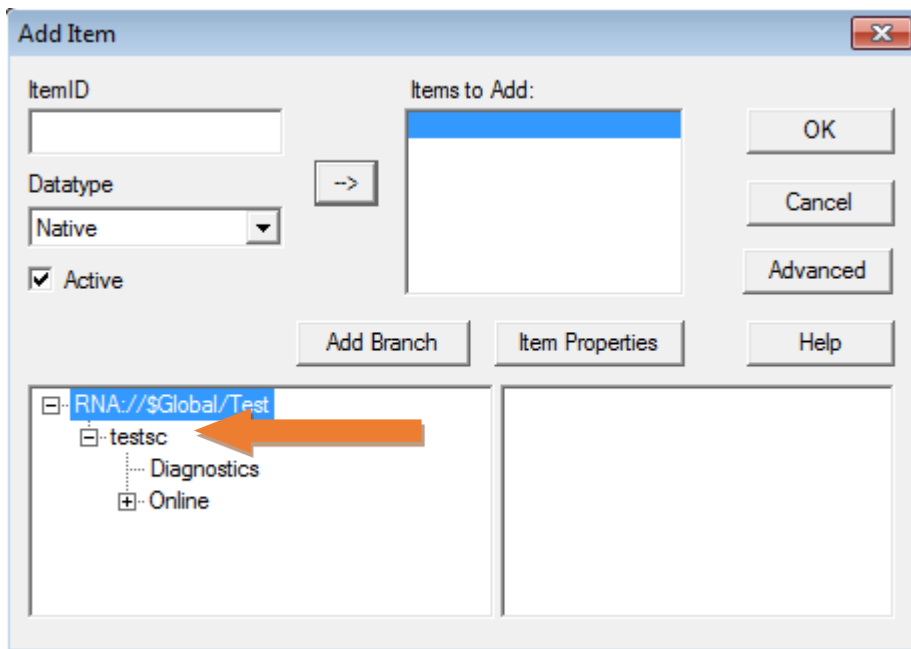 Add Item
ItemID
Items to Add:
OK
-->
Datatype
Native
Cancel
Active
Advanced
Add Branch
Item Properties
Help
RNA://$Global/Test
testsc
Diagnostics
Online